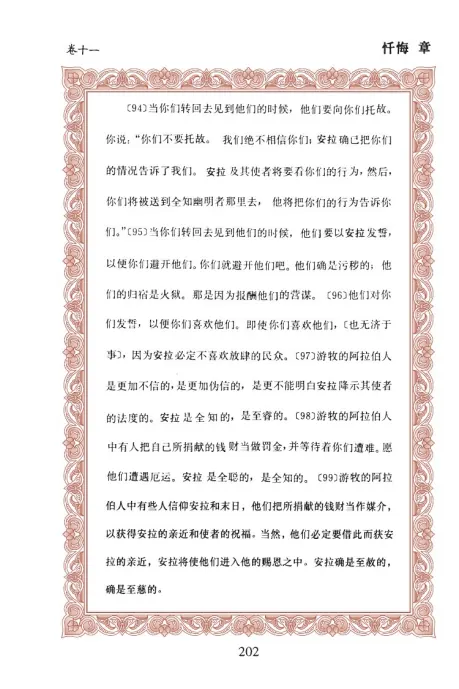 卷十一
忏悔 章
〔94〕当你们转回去见到他们的时候，他们要向你们托故。
你说：“你们不要托故。 我们绝不相信你们；安拉确已把你们
的情况告诉了我们。 安拉及其使者将要看你们的行为，然后，
你们将被送到全知幽明者那里去， 他将把你们的行为告诉你
们。”〔95〕当你们转回去见到他们的时候，他们要以安拉发誓，
以便你们避开他们。你们就避开他们吧。他们确是污秽的；他
们的归宿是火狱。 那是因为报酬他们的营谋。〔96〕他们对你
们发誓，以便你们喜欢他们。即使你们喜欢他们，〔也无济于
事〕，因为安拉必定不喜欢放肆的民众。〔97〕游牧的阿拉伯人
是更加不信的，是更加伪信的，是更不能明白安拉降示其使者
的法度的。安拉是全知的，是至睿的。〔98〕游牧的阿拉伯人
中有人把自己所捐献的钱财当做罚金，并等待着你们遭难。愿
他们遭遇厄运。安拉是全聪的，是全知的。〔99〕游牧的阿拉
伯人中有些人信仰安拉和末日，他们把所捐献的钱财当作媒介，
以获得安拉的亲近和使者的祝福。当然，他们必定要借此而获安
拉的亲近，安拉将使他们进入他的赐恩之中。安拉确是至赦的，
确是至慈的。
202